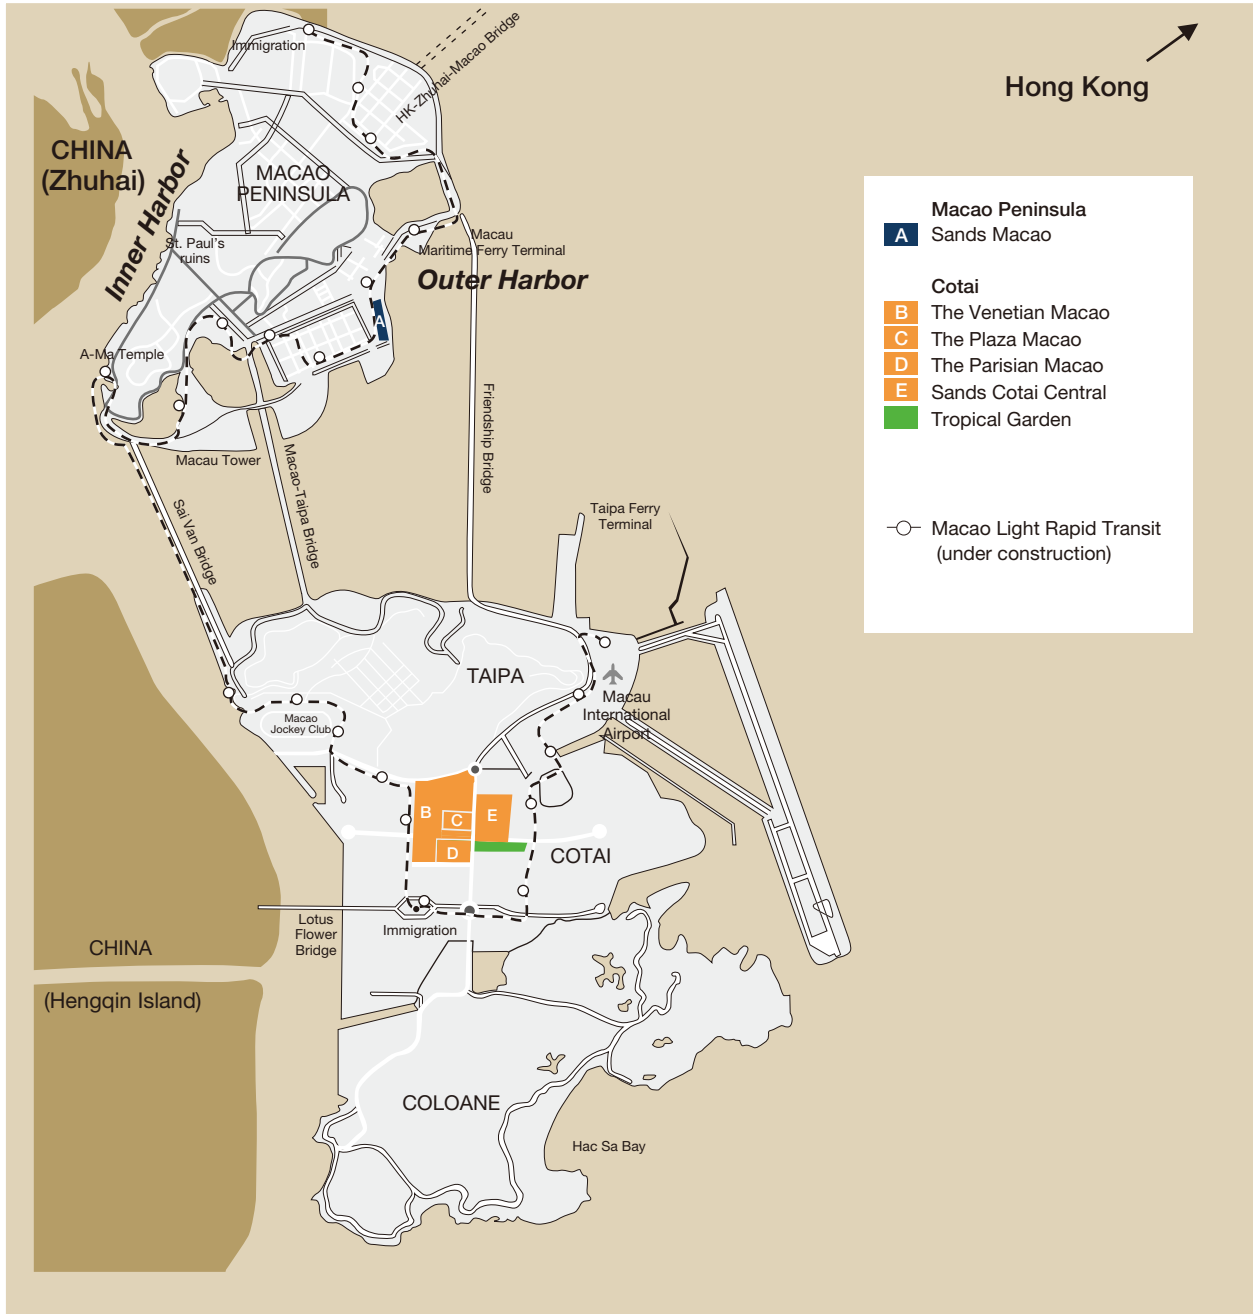 Immigration
HK-Zhuhai-Macao Bridge
Hong Kong
CHINA
(Zhuhai)
Inner Harbor
MACAO
PENINSULA
St. Paul's
ruins
Macau
Maritime Ferry Terminal
Outer Harbor
A
A-Ma Temple
Macau Tower
Sai Van Bridge
Macao-Taipa Bridge
Friendship Bridge
Taipa Ferry
Terminal
Macao Peninsula
A Sands Macao
Cotai
B The Venetian Macao
C The Plaza Macao
D The Parisian Macao
E Sands Cotai Central
Tropical Garden
Macao Light Rapid Transit
(under construction)
TAIPA
Macau
International
Airport
Macao
Jockey Club
B
C
E
D
COTAI
Lotus
Flower
Bridge
Immigration
CHINA
(Hengqin Island)
COLOANE
Hac Sa Bay